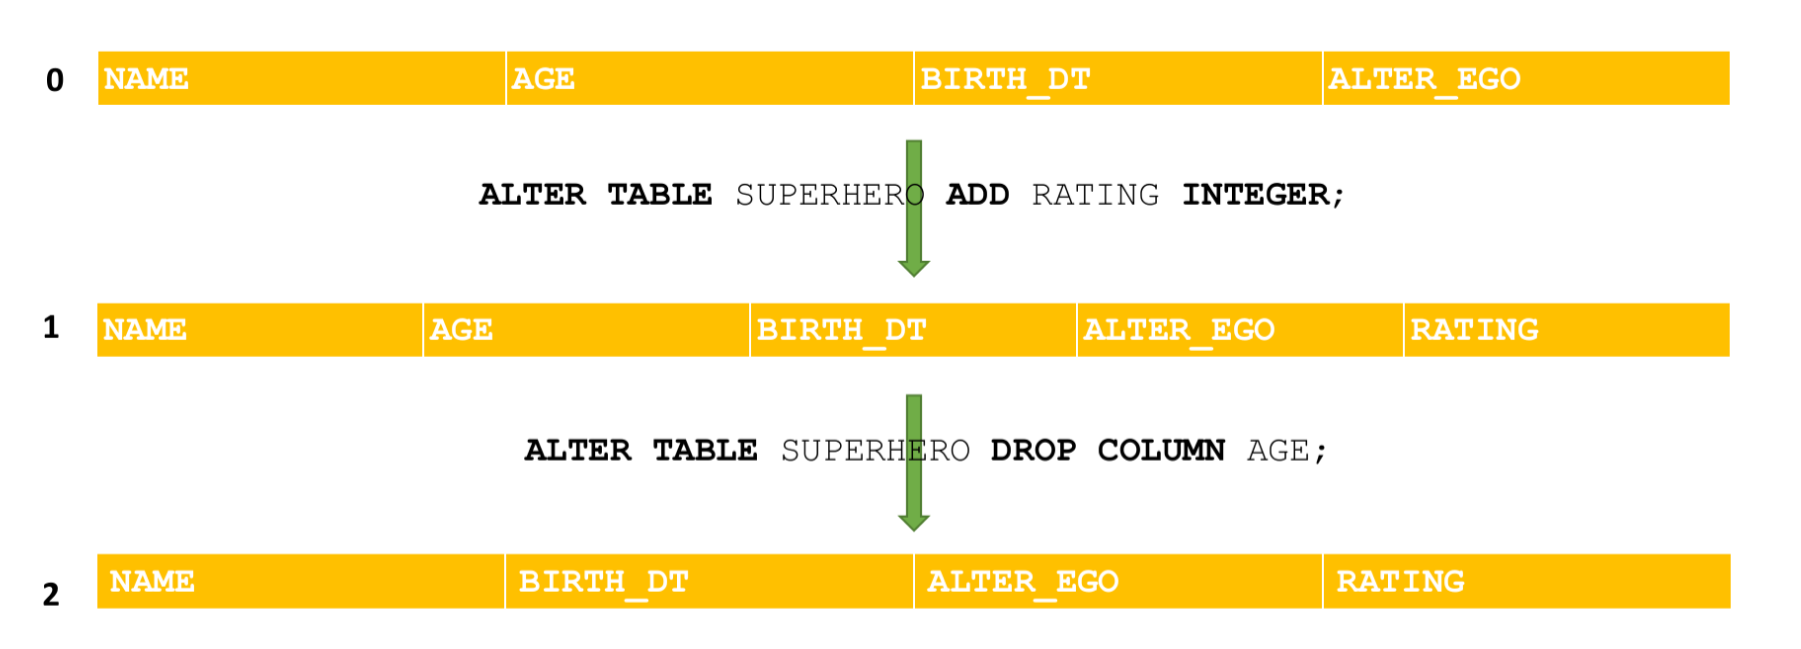 0 NAME AGE BIRTH_DT ALTER_EGO
ALTER TABLE SUPERHERO ADD RATING INTEGER;
1 NAME AGE BIRTH_DT ALTER_EGO RATING
ALTER TABLE SUPERHERO DROP COLUMN AGE;
2 NAME BIRTH_DT ALTER_EGO RATING